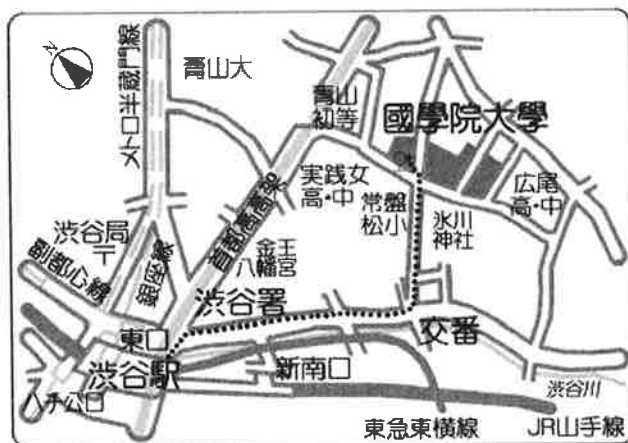 N
メトロ半蔵門線
青山大
青山
初等
國學院大學
実践女
高・中
常盤
松小
氷川
神社
広尾
高・中
首都高高架
金王
八幡宮
渋谷局
〒
副都心線
銀座線
渋谷署
交番
東口
渋谷駅
新南口
ハチ公口
渋谷川
東急東横線
JR山手線